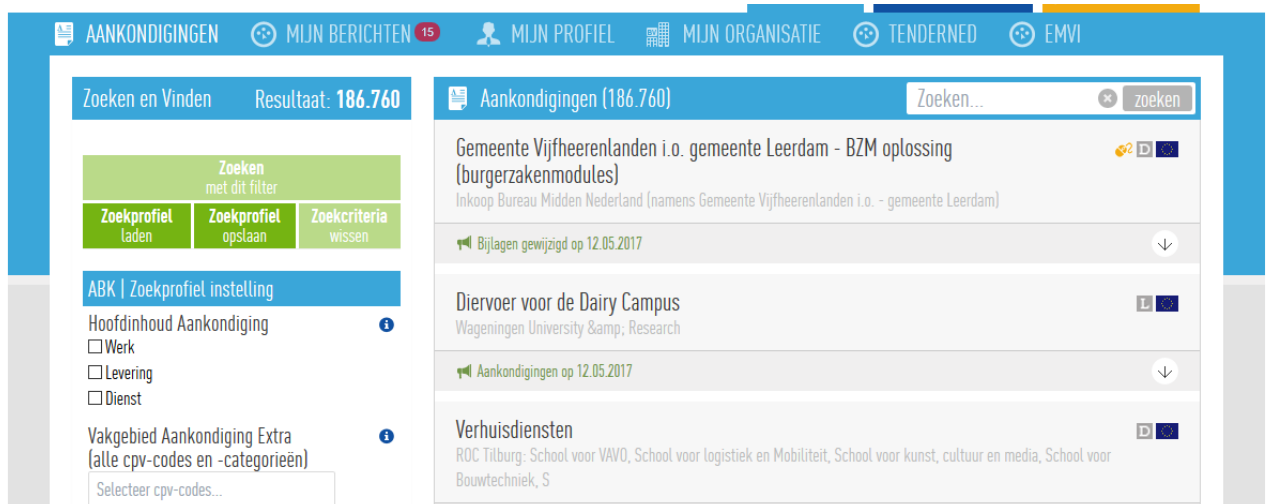 AANKONDIGINGEN MIJN BERICHTEN 15 MIJN PROFIEL MIJN ORGANISATIE TENDERNED EMVI
Zoeken en Vinden Resultaat: 186.760
Zoeken
met dit filter
Zoekprofiel laden
Zoekprofiel opslaan
Zoekcriteria wissen
ABK | Zoekprofiel instelling
Hoofdinhoud Aankondiging
Werk
Levering
Dienst
Vakgebied Aankondiging Extra
(alle cpv-codes en -categorieën)
Selecteer cpv-codes...
Aankondigingen (186.760) Zoeken... zoeken
Gemeente Vijfheerenlanden i.o. gemeente Leerdam - BZM oplossing
(burgerzakenmodules)
2 D
Inkoop Bureau Midden Nederland (namens Gemeente Vijfheerenlanden i.o. - gemeente Leerdam)
Bijlagen gewijzigd op 12.05.2017
Diervoer voor de Dairy Campus
L
Wageningen University &amp; Research
Aankondigingen op 12.05.2017
Verhuisdiensten
D
ROC Tilburg: School voor VAVO, School voor logistiek en Mobiliteit, School voor kunst, cultuur en media, School voor
Bouwtechniek, S